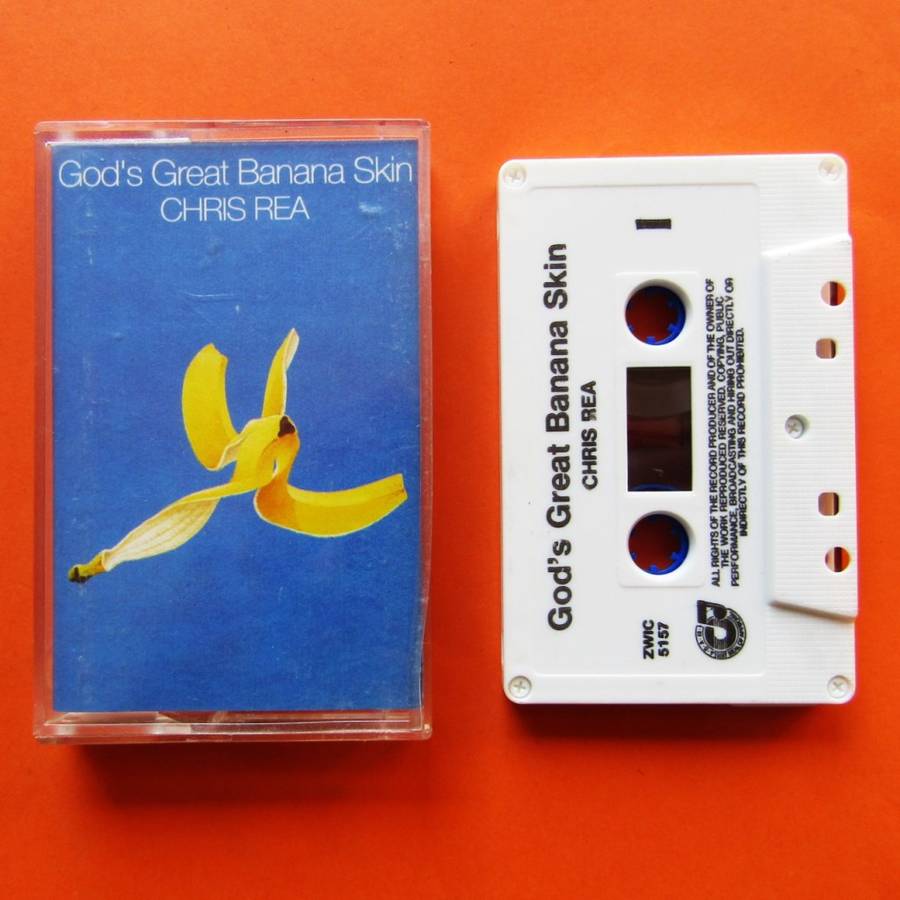 God's Great Banana Skin
CHRIS REA
I
God's Great Banana Skin
CHRIS REA
ALL RIGHTS OF THE RECORD PRODUCER AND OF THE OWNER OF
THE WORK REPRODUCED RESERVED. COPYING, PUBLIC
PERFORMANCE, BROADCASTING AND HIRING OUT DIRECTLY OR
INDIRECTLY OF THIS RECORD PROHIBITED.
ZWIC
5157